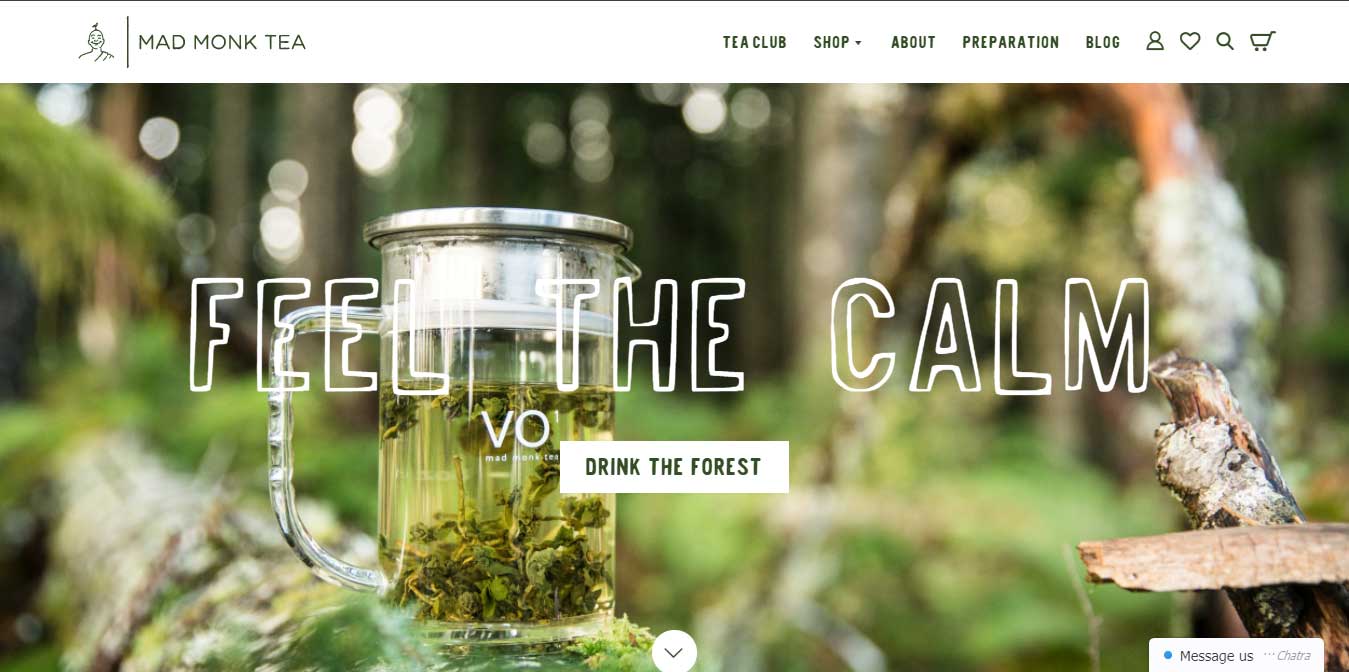 MAD MONK TEA
TEA CLUB SHOP ABOUT PREPARATION BLOG
FEEL THE CALM
VO
mad monk tea
DRINK THE FOREST
Message us Chatra